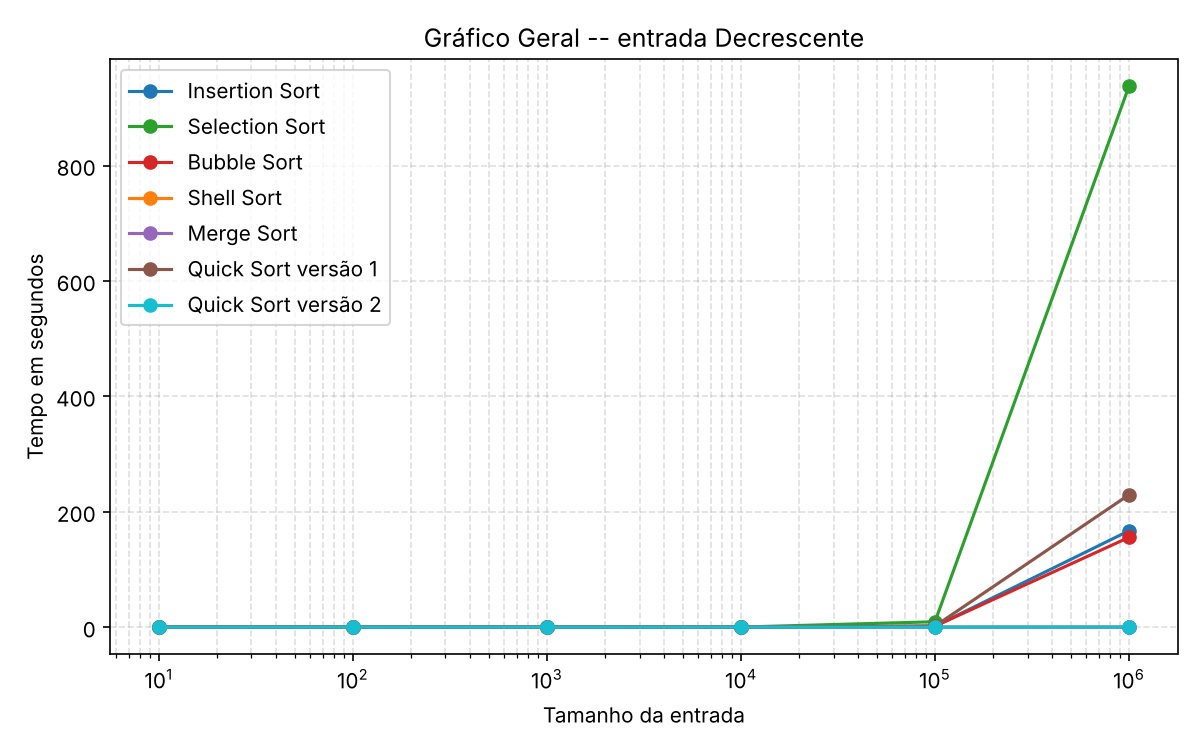 Gráfico Geral -- entrada Decrescente
Insertion Sort
Selection Sort
Bubble Sort
Shell Sort
Merge Sort
Quick Sort versão 1
Quick Sort versão 2
Tempo em segundos
800
600
400
200
0
10¹ 10² 10³ 10⁴ 10⁵ 10⁶
Tamanho da entrada